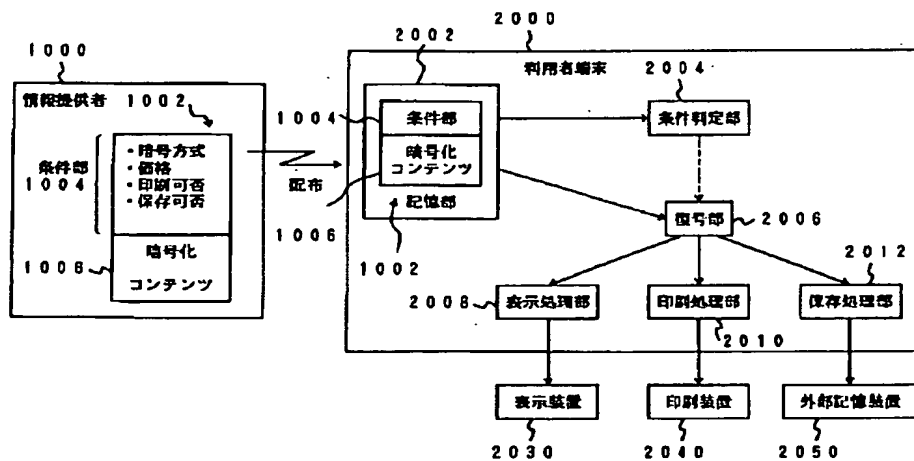 1000
情報提供者
1002
条件部
1004
・暗号方式
・価格
・印刷可否
・保存可否
1006
暗号化
コンテンツ
配布
2000
利用者端末
2002
1004
条件部
暗号化
コンテンツ
記憶部
1006
1002
2004
条件判定部
復号部
2006
2012
2008
表示処理部
印刷処理部
保存処理部
2010
表示装置
印刷装置
外部記憶装置
2030
2040
2050